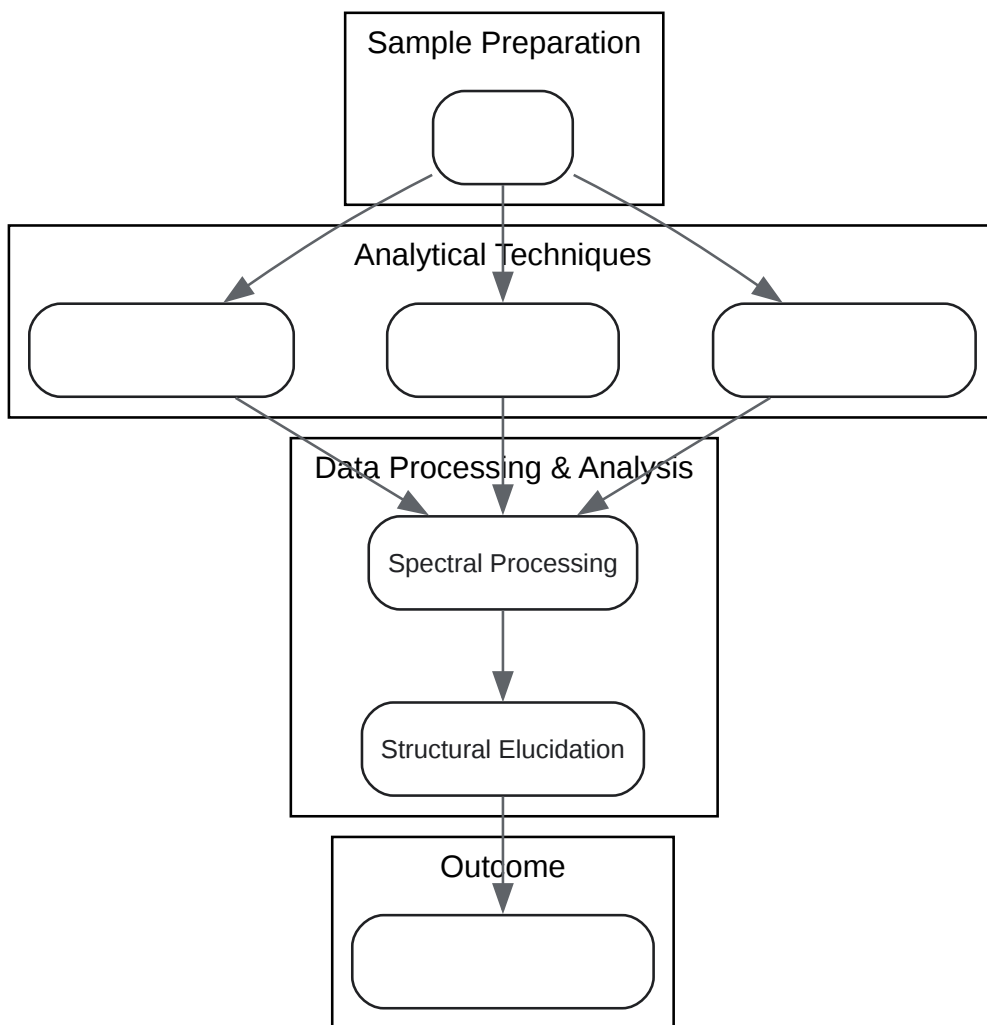 Sample Preparation
Analytical Techniques
Data Processing & Analysis
Spectral Processing
Structural Elucidation
Outcome